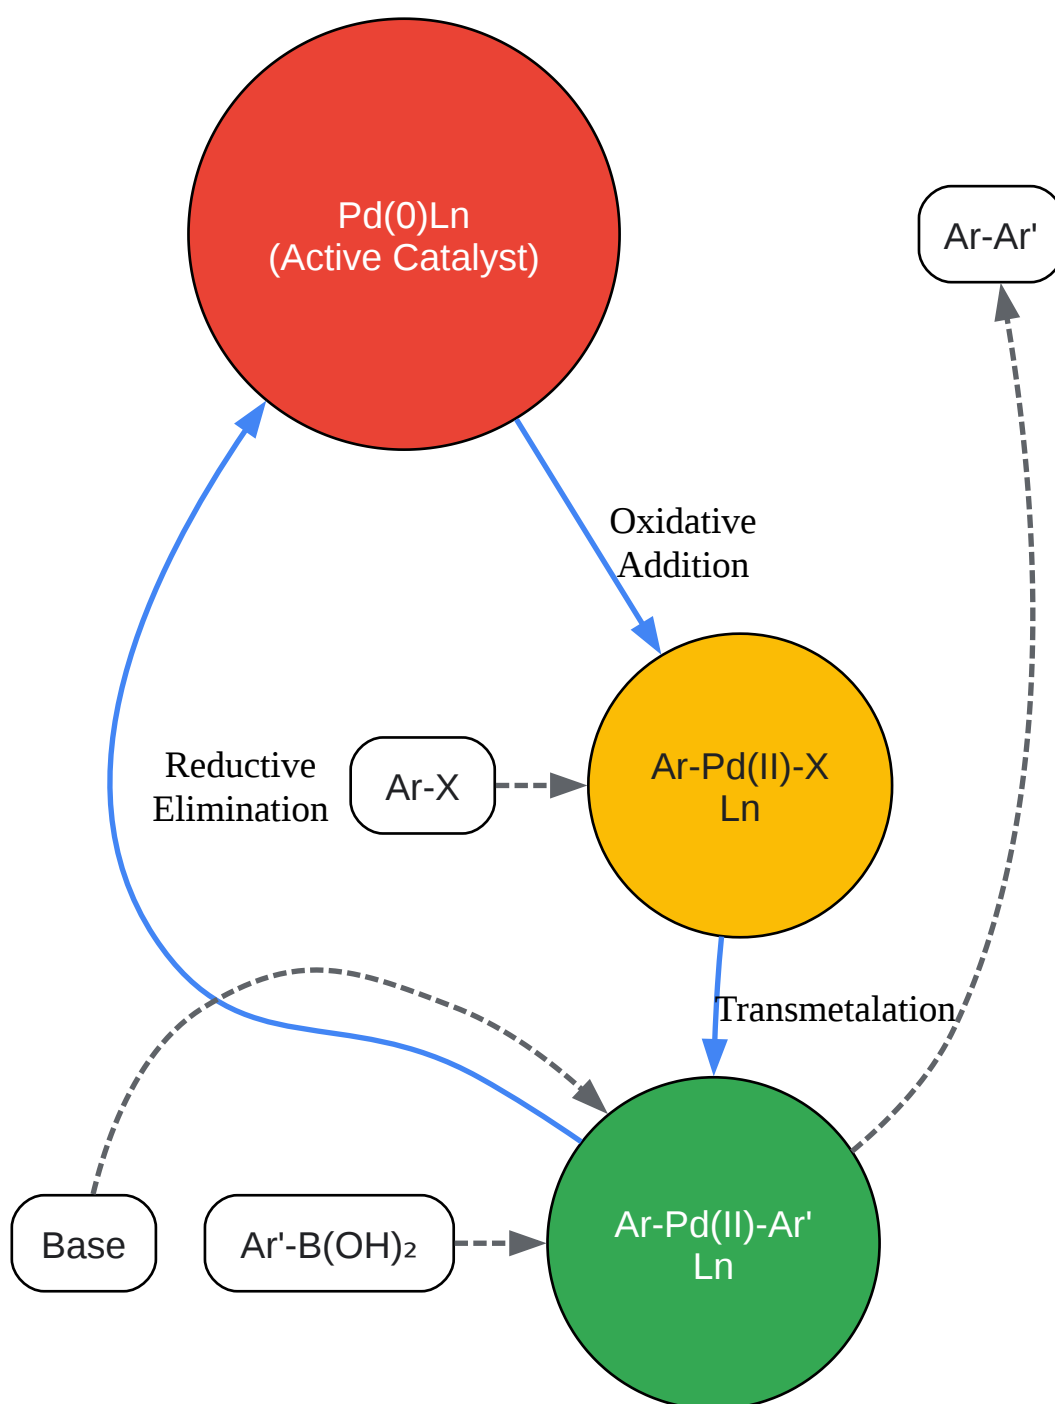 Pd(0)Ln
(Active Catalyst)
Ar-Ar'
Oxidative
Addition
Reductive
Elimination
Ar-X
Ar-Pd(II)-X
Ln
Transmetalation
Base
Ar'-B(OH)₂
Ar-Pd(II)-Ar'
Ln